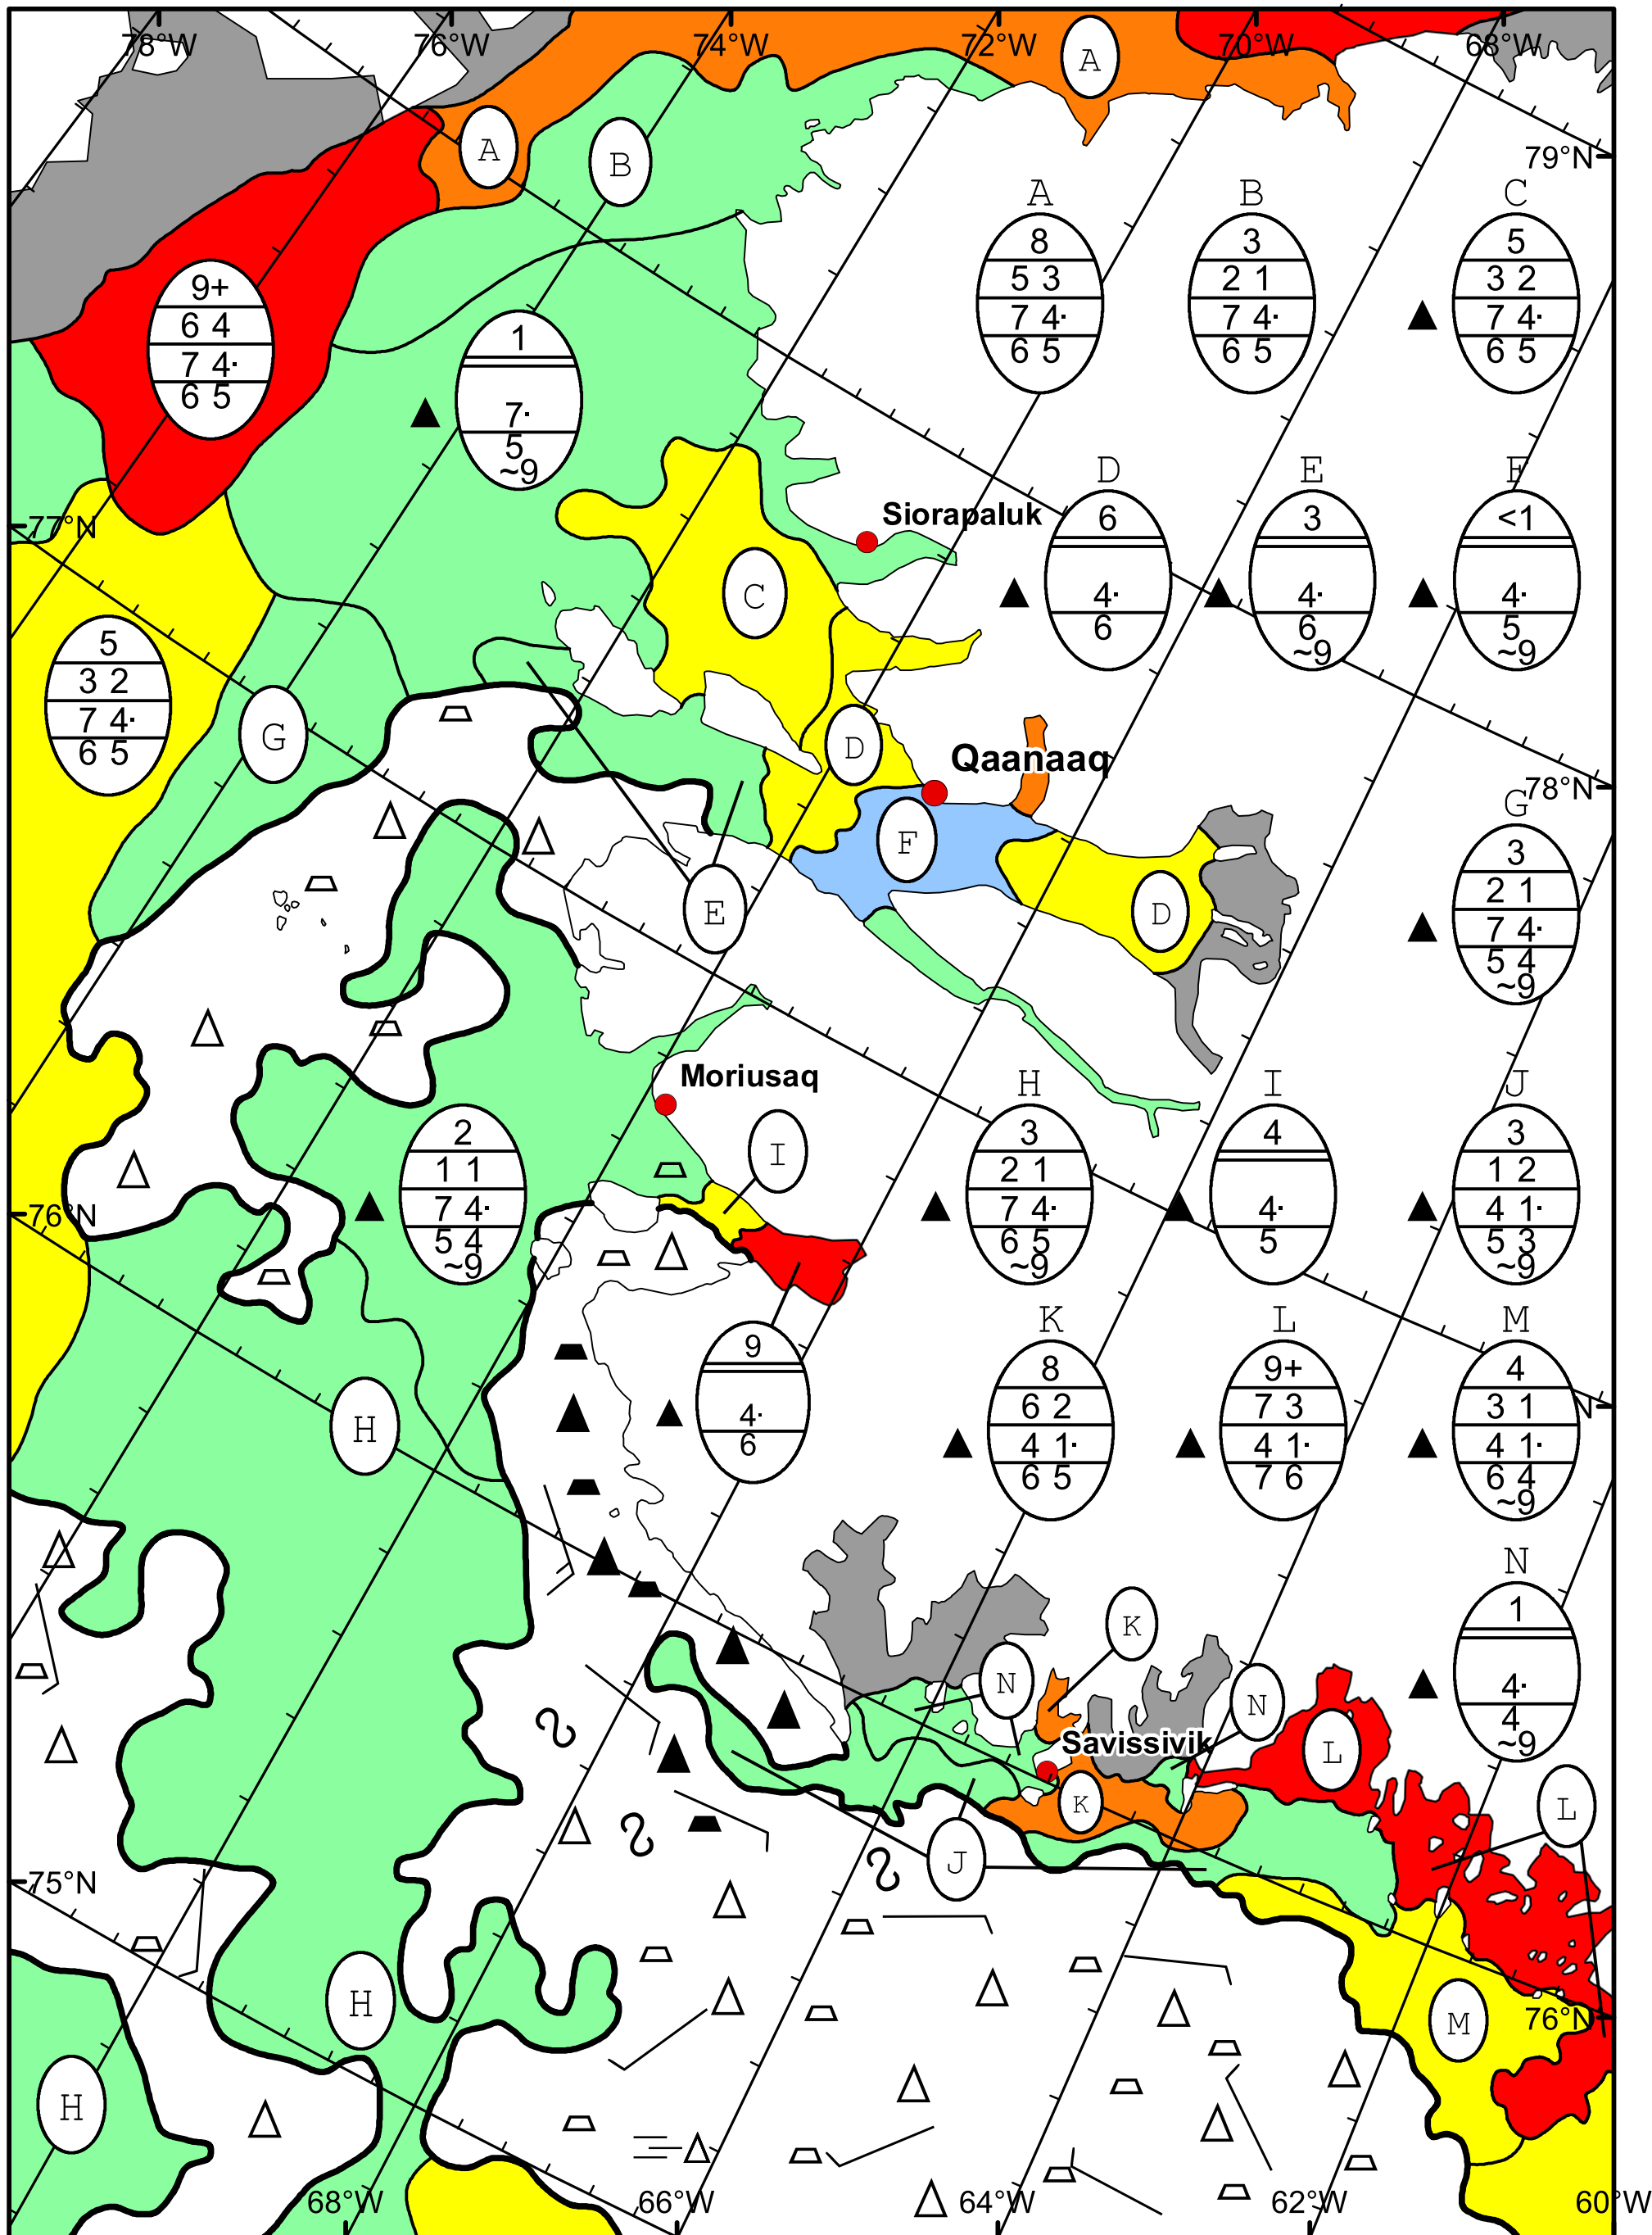 78°W 76°W 74°W 72°W 70°W 68°W
A
A
B
79°N
A B C
8 3 5
5 3 2 1 3 2
7 4· 7 4· 7 4·
6 5 6 5 6 5
9+
6 4
7 4·
6 5
1
7·
5
~9
D E F
6 3 <1
4· 4· 4·
6 6 5
~9 ~9
Siorapaluk
77°N
C
5
3 2
7 4·
6 5
G
D
Qaanaaq
78°N
F
E
D
G
3
2 1
7 4·
5 4
~9
Moriusaq
I
H I J
3 4 3
2 1 1 2
7 4· 4· 4 1·
6 5 5 5 3
~9 ~9
2
1 1
7 4·
5 4
~9
76°N
9
4·
6
K L M
8 9+ 4
6 2 7 3 3 1
4 1· 4 1· 4 1·
6 5 7 6 6 4
~9
N
H
N
1
4·
4
~9
K
N
N
Savissivik
L
K
L
J
75°N
H
M
76°N
H
68°W 66°W 64°W 62°W 60°W